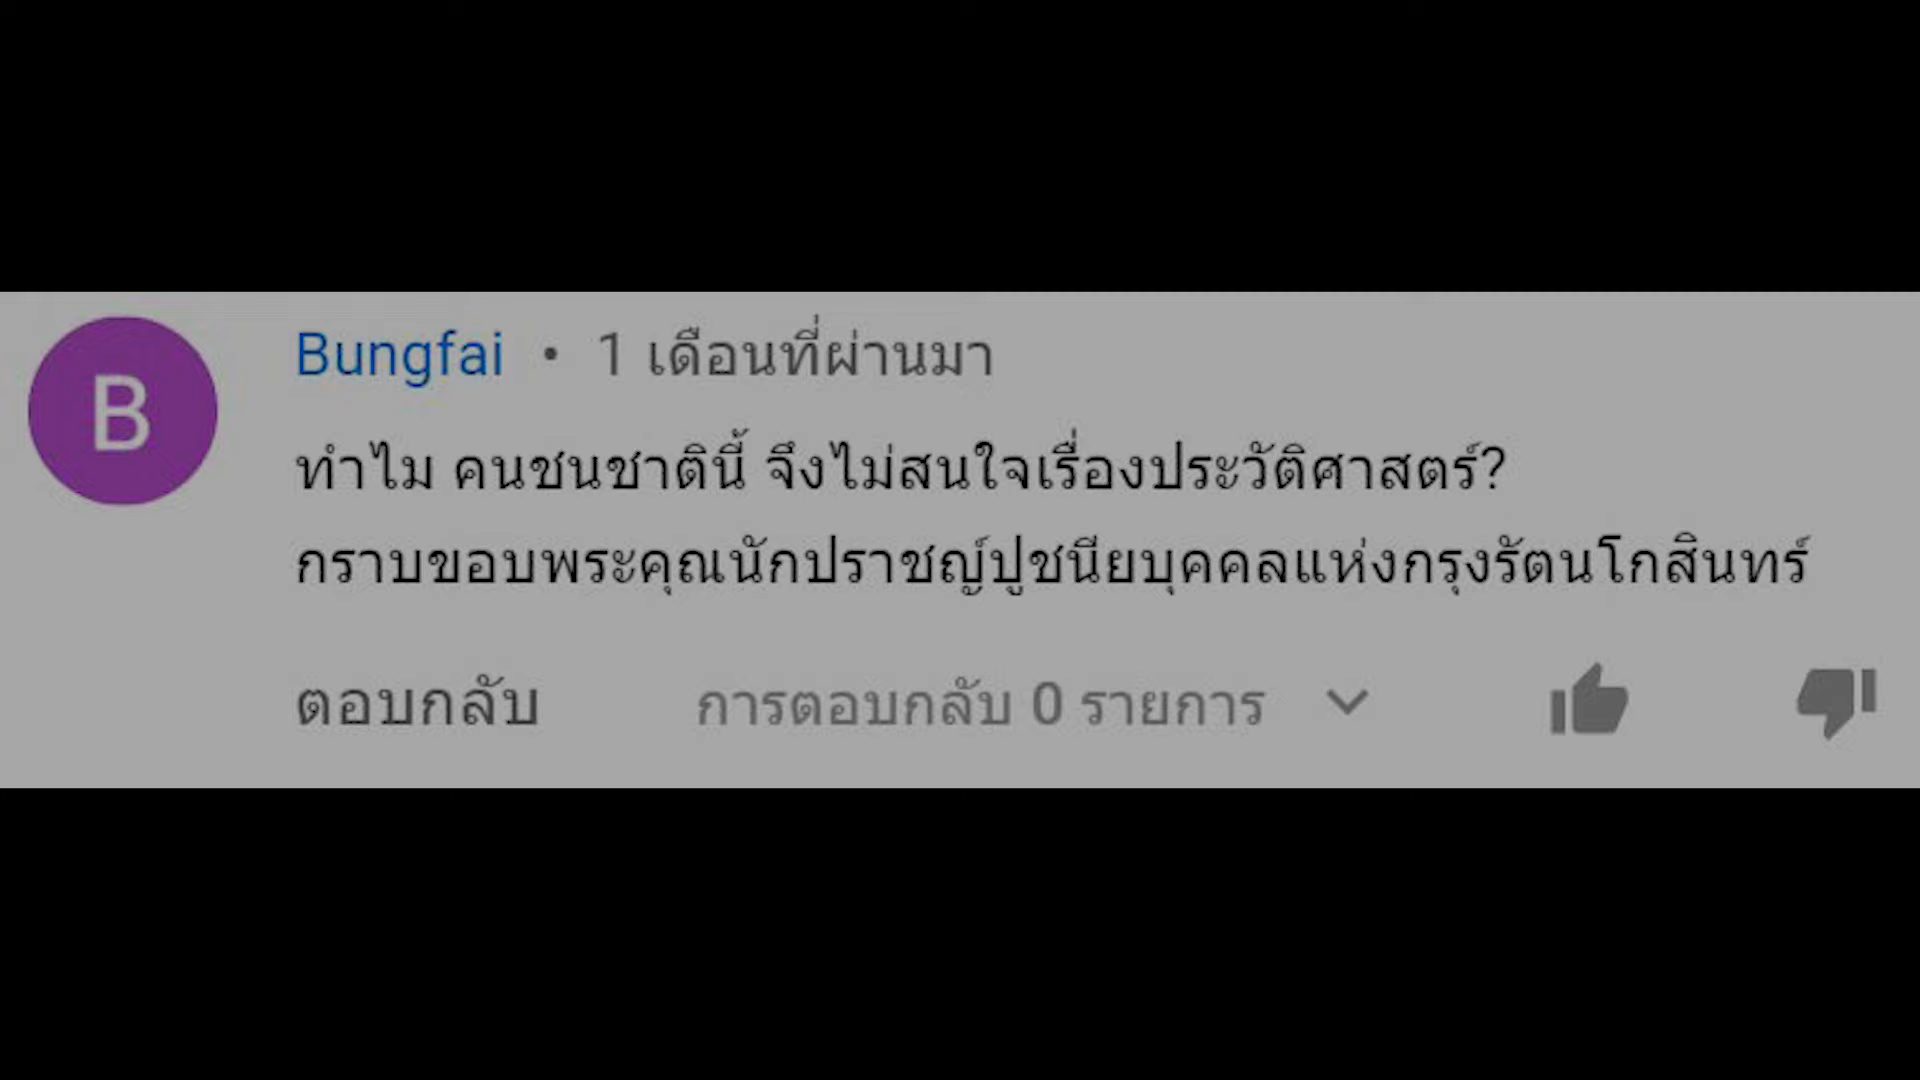 B
Bungfai • 1 เดือนที่ผ่านมา
ทำไม คนชนชาตินี้ จึงไม่สนใจเรื่องประวัติศาสตร์?
กราบขอบพระคุณนักปราชญ์ปูชนียบุคคลแห่งกรุงรัตนโกสินทร์
ตอบกลับ การตอบกลับ 0 รายการ